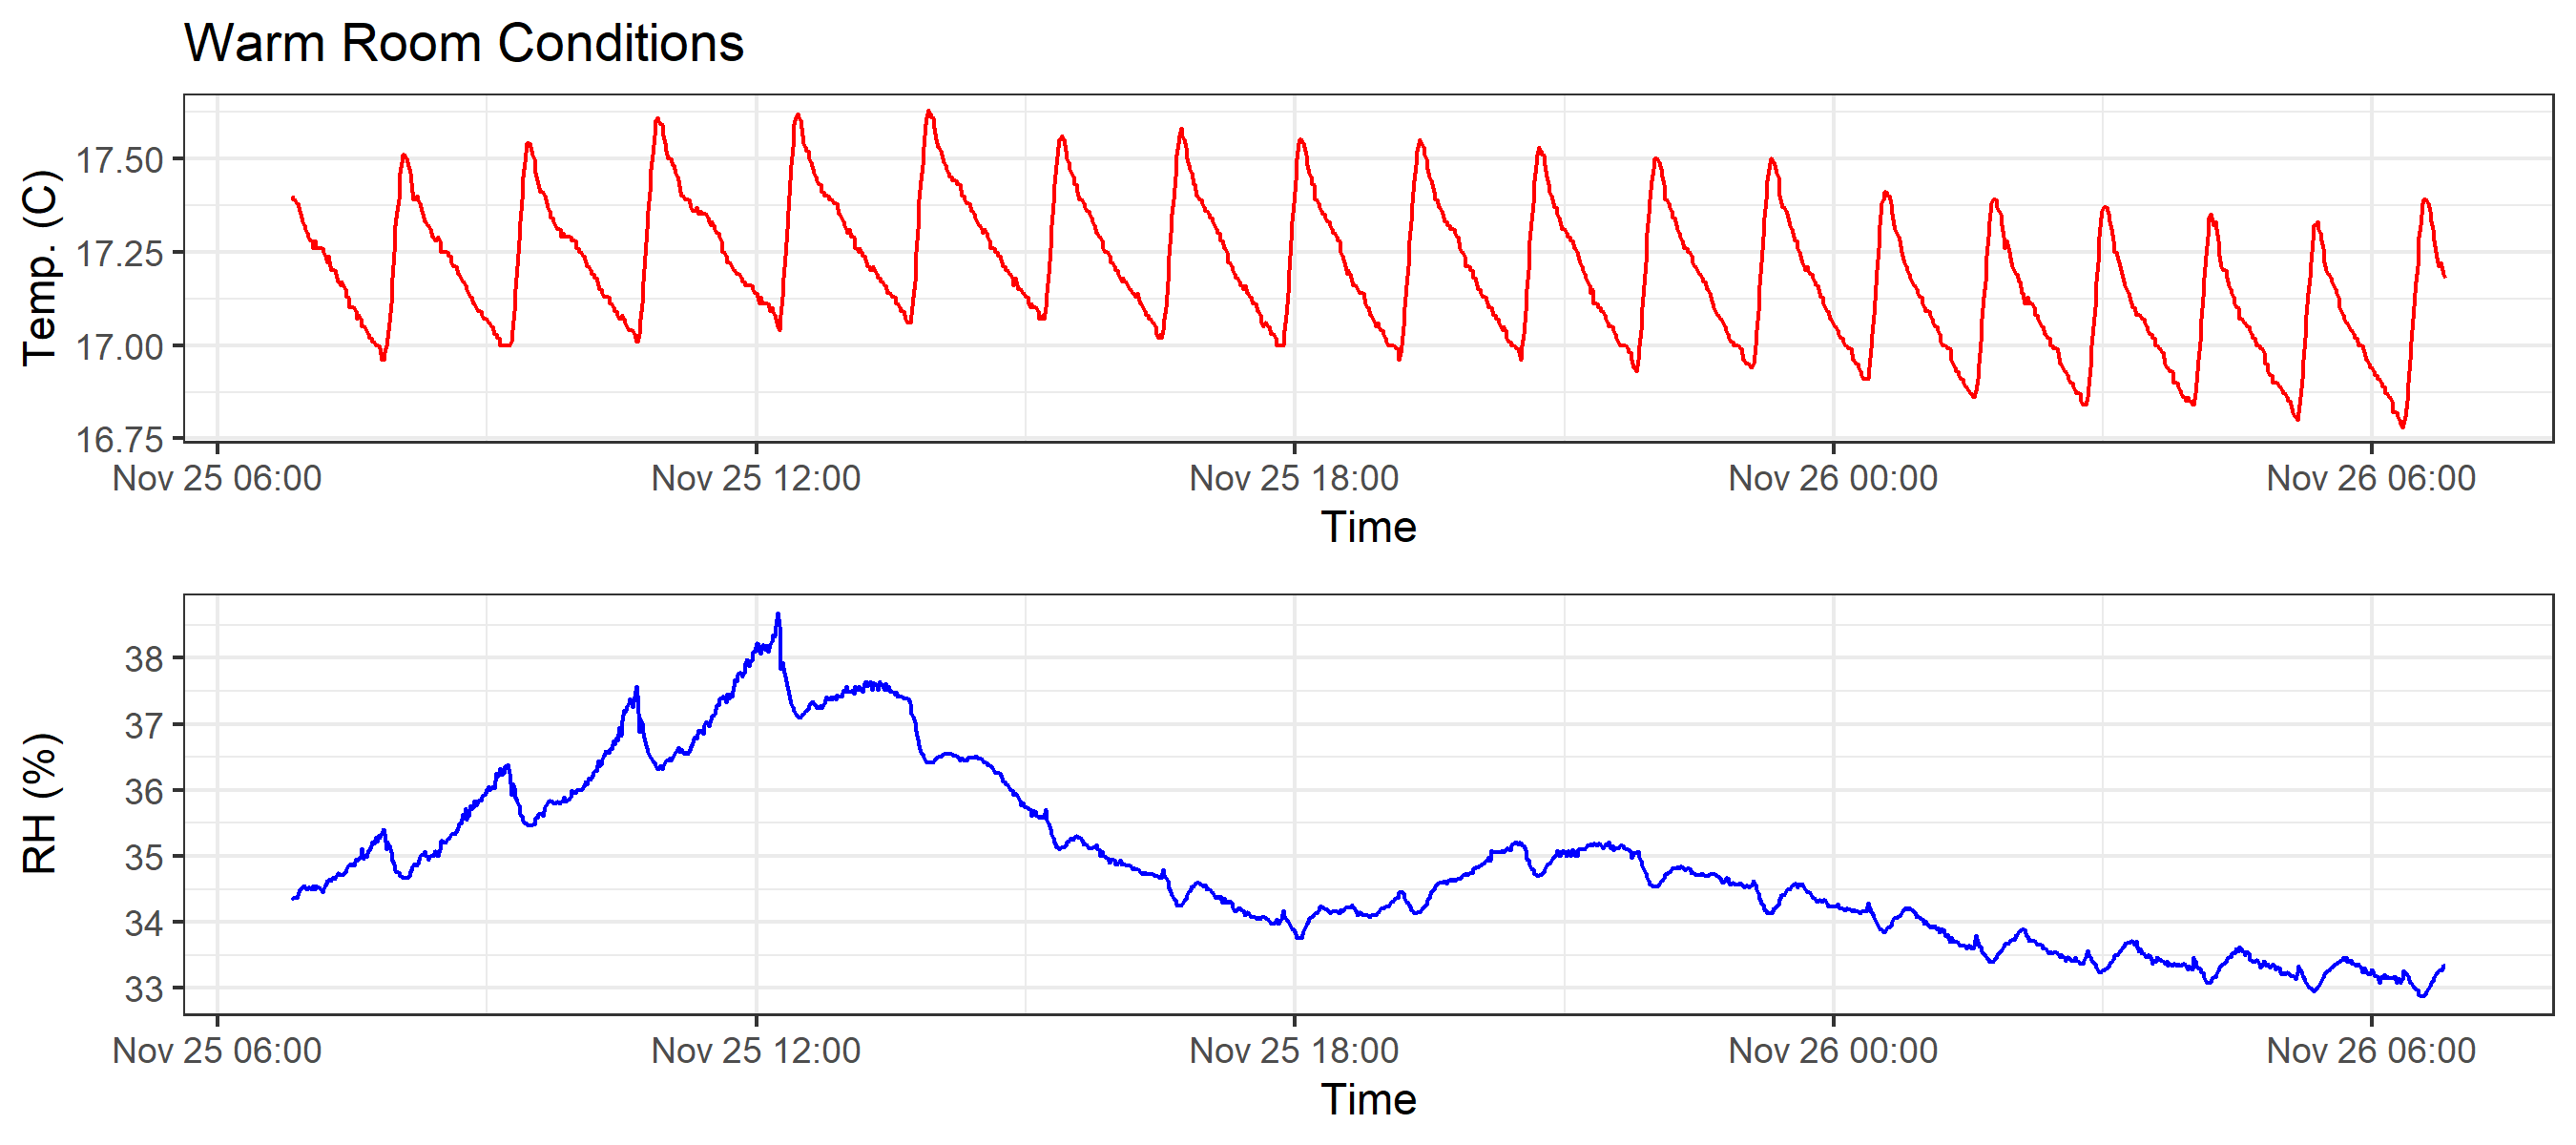 Warm Room Conditions
Temp. (C)
17.50
17.25
17.00
16.75
Nov 25 06:00 Nov 25 12:00 Nov 25 18:00 Nov 26 00:00 Nov 26 06:00
Time
RH (%)
38
37
36
35
34
33
Nov 25 06:00 Nov 25 12:00 Nov 25 18:00 Nov 26 00:00 Nov 26 06:00
Time